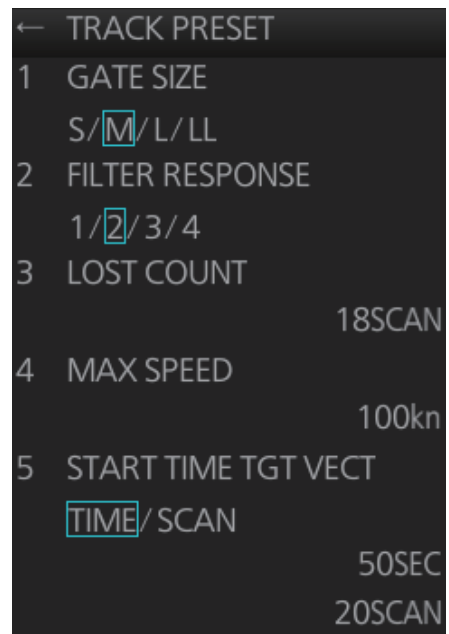 ← TRACK PRESET
1 GATE SIZE
S/M/L/LL
2 FILTER RESPONSE
1/2/3/4
3 LOST COUNT
18SCAN
4 MAX SPEED
100kn
5 START TIME TGT VECT
TIME/SCAN
50SEC
20SCAN